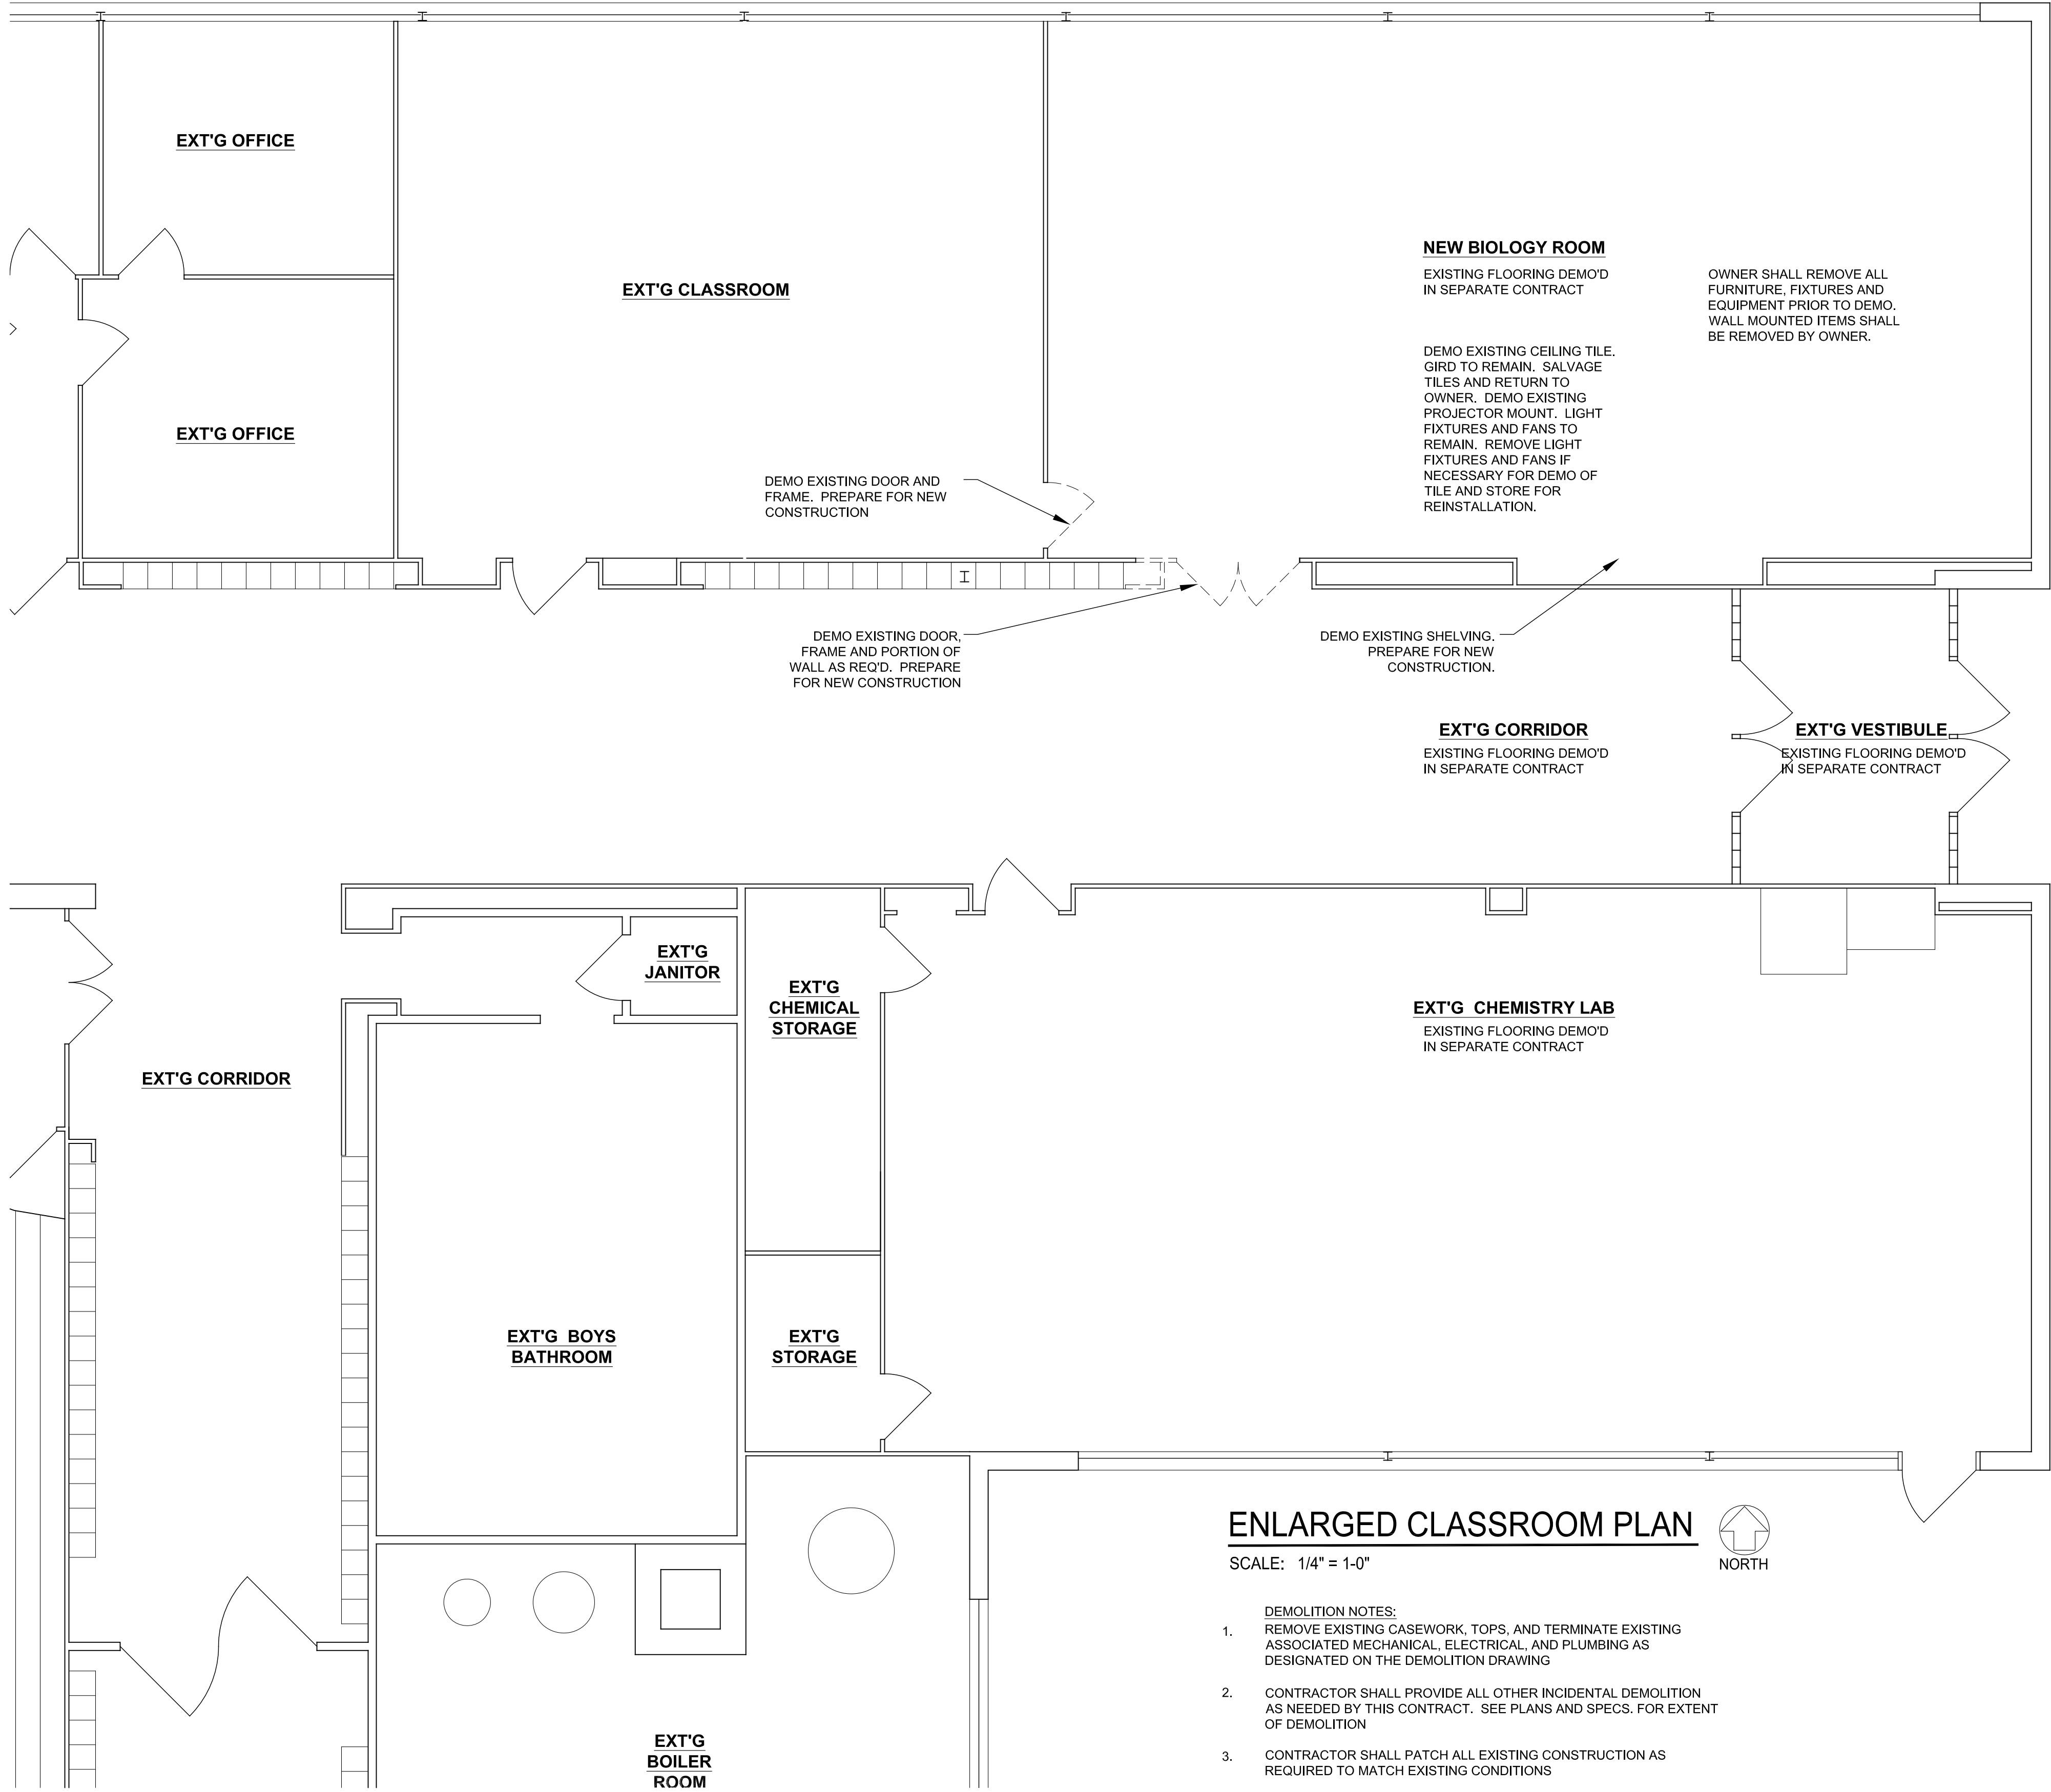 EXT'G OFFICE
EXT'G OFFICE
EXT'G CLASSROOM
DEMO EXISTING DOOR AND
FRAME. PREPARE FOR NEW
CONSTRUCTION
NEW BIOLOGY ROOM
EXISTING FLOORING DEMO'D
IN SEPARATE CONTRACT
OWNER SHALL REMOVE ALL
FURNITURE, FIXTURES AND
EQUIPMENT PRIOR TO DEMO.
WALL MOUNTED ITEMS SHALL
BE REMOVED BY OWNER.
DEMO EXISTING CEILING TILE.
GIRD TO REMAIN. SALVAGE
TILES AND RETURN TO
OWNER. DEMO EXISTING
PROJECTOR MOUNT. LIGHT
FIXTURES AND FANS TO
REMAIN. REMOVE LIGHT
FIXTURES AND FANS IF
NECESSARY FOR DEMO OF
TILE AND STORE FOR
REINSTALLATION.
DEMO EXISTING DOOR,
FRAME AND PORTION OF
WALL AS REQ'D. PREPARE
FOR NEW CONSTRUCTION
DEMO EXISTING SHELVING.
PREPARE FOR NEW
CONSTRUCTION.
EXT'G CORRIDOR
EXISTING FLOORING DEMO'D
IN SEPARATE CONTRACT
EXT'G VESTIBULE
EXISTING FLOORING DEMO'D
IN SEPARATE CONTRACT
EXT'G
JANITOR
EXT'G
CHEMICAL
STORAGE
EXT'G CHEMISTRY LAB
EXISTING FLOORING DEMO'D
IN SEPARATE CONTRACT
EXT'G CORRIDOR
EXT'G BOYS
BATHROOM
EXT'G
STORAGE
ENLARGED CLASSROOM PLAN
SCALE: 1/4" = 1-0"
NORTH
DEMOLITION NOTES:
1. REMOVE EXISTING CASEWORK, TOPS, AND TERMINATE EXISTING
ASSOCIATED MECHANICAL, ELECTRICAL, AND PLUMBING AS
DESIGNATED ON THE DEMOLITION DRAWING
2. CONTRACTOR SHALL PROVIDE ALL OTHER INCIDENTAL DEMOLITION
AS NEEDED BY THIS CONTRACT. SEE PLANS AND SPECS. FOR EXTENT
OF DEMOLITION
3. CONTRACTOR SHALL PATCH ALL EXISTING CONSTRUCTION AS
REQUIRED TO MATCH EXISTING CONDITIONS
EXT'G
BOILER
ROOM